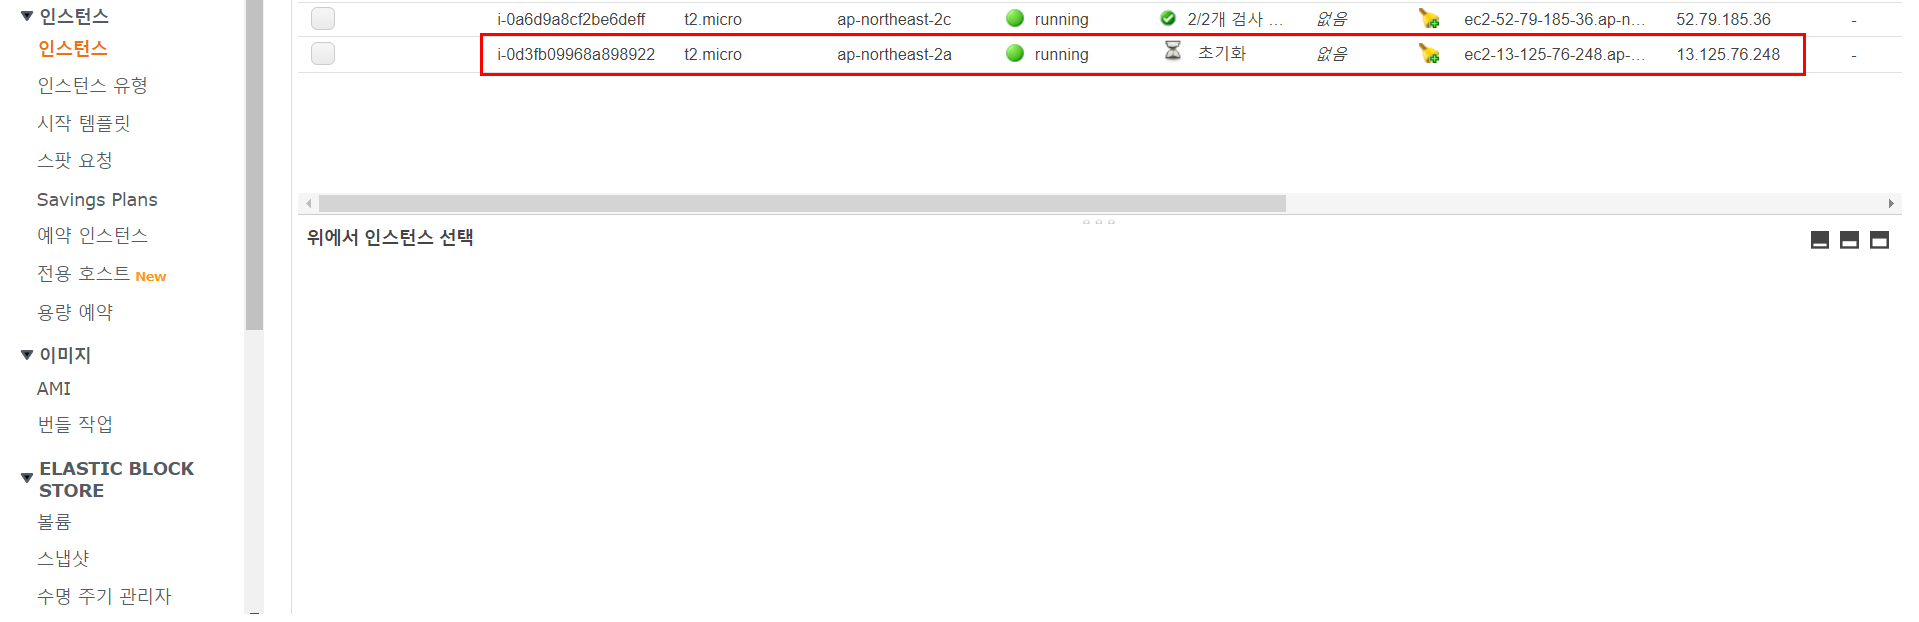 인스턴스
인스턴스
인스턴스 유형
시작 템플릿
스팟 요청
Savings Plans
예약 인스턴스
전용 호스트 New
용량 예약
이미지
AMI
번들 작업
ELASTIC BLOCK
STORE
볼륨
스냅샷
수명 주기 관리자
i-0a6d9a8cf2be6deff t2.micro ap-northeast-2c running 2/2개 검사 ... 없음 ec2-52-79-185-36.ap-n... 52.79.185.36 -
i-0d3fb09968a898922 t2.micro ap-northeast-2a running 초기화 없음 ec2-13-125-76-248.ap-... 13.125.76.248 -
위에서 인스턴스 선택